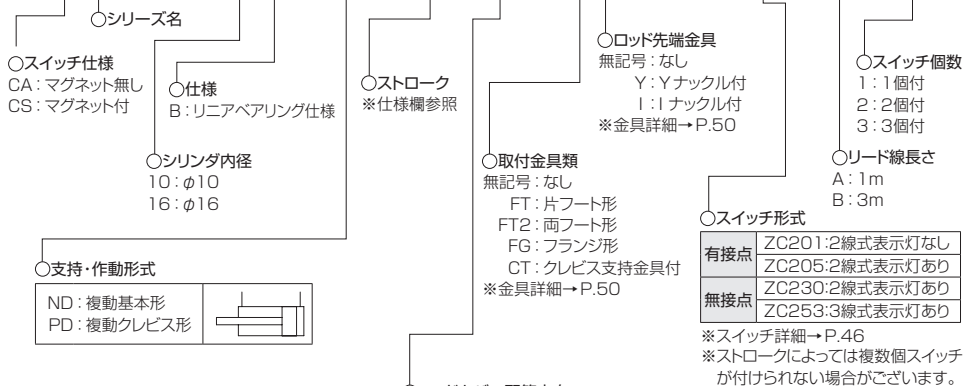 ○シリーズ名
○スイッチ仕様
CA：マグネット無し
CS：マグネット付
○仕様
B：リニアベアリング仕様
○シリンダ内径
10：φ10
16：φ16
○支持・作動形式
ND：複動基本形
PD：複動クレビス形
○ストローク
※仕様欄参照
○取付金具類
無記号：なし
FT：片フート形
FT2：両フート形
FG：フランジ形
CT：クレビス支持金具付
※金具詳細→P.50
○ロッド先端金具
無記号：なし
Y：Yナックル付
I：Iナックル付
※金具詳細→P.50
○スイッチ個数
1：1個付
2：2個付
3：3個付
○リード線長さ
A：1m
B：3m
○スイッチ形式
有接点
ZC201:2線式表示灯なし
ZC205:2線式表示灯あり
無接点
ZC230:2線式表示灯あり
ZC253:3線式表示灯あり
※スイッチ詳細→P.46
※ストロークによっては複数個スイッチ
が付けられない場合がございます。